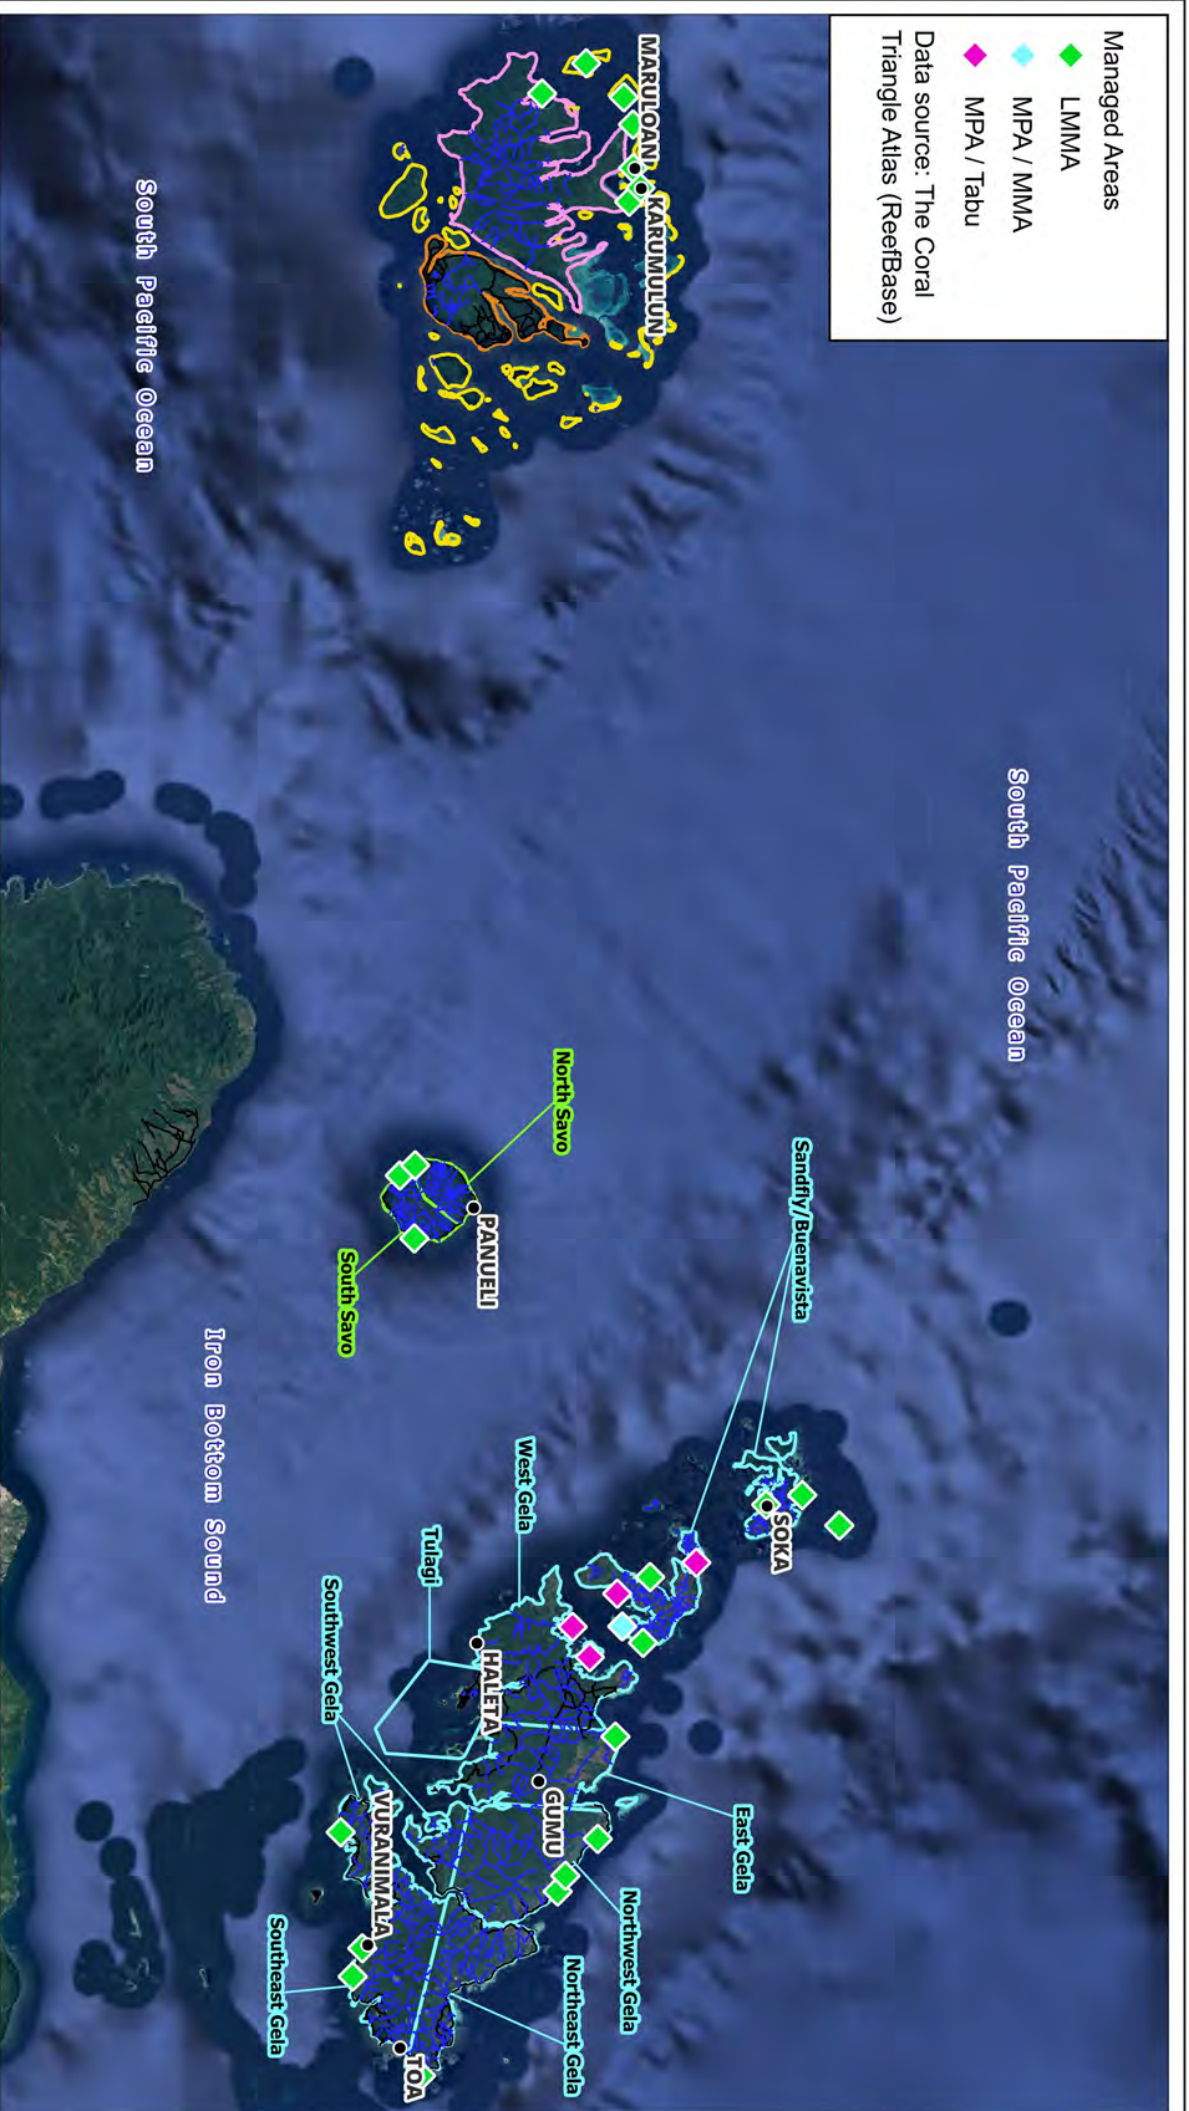 Managed Areas
LMMA
MPA / MMA
MPA / Tabu
Data source: The Coral
Triangle Atlas (ReefBase)
South Pacific Ocean
MARULOAN
KARUMULUN
South Pacific Ocean
Sandfly/Buenavista
SOKA
North Savo
PANUELI
South Savo
Iron Bottom Sound
West Gela
Tulagi
Southwest Gela
HALETA
GUMU
East Gela
Northwest Gela
VURANIMALA
Northeast Gela
Southeast Gela
TOA